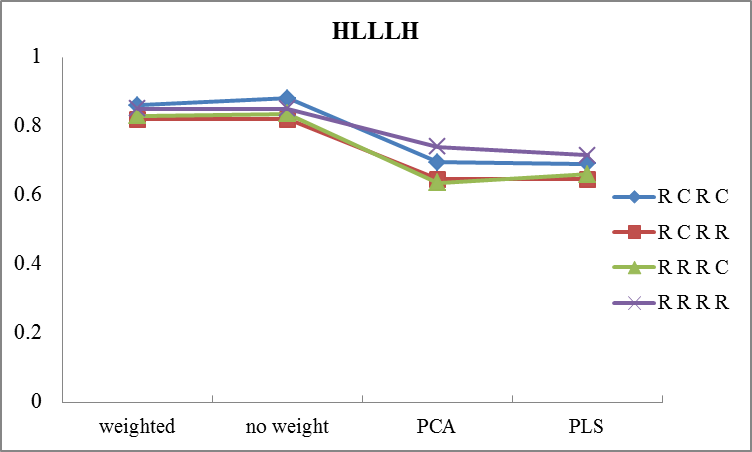 HLLLH
1
0.8
0.6
0.4
0.2
0
weighted no weight PCA PLS
R C R C
R C R R
R R R C
R R R R